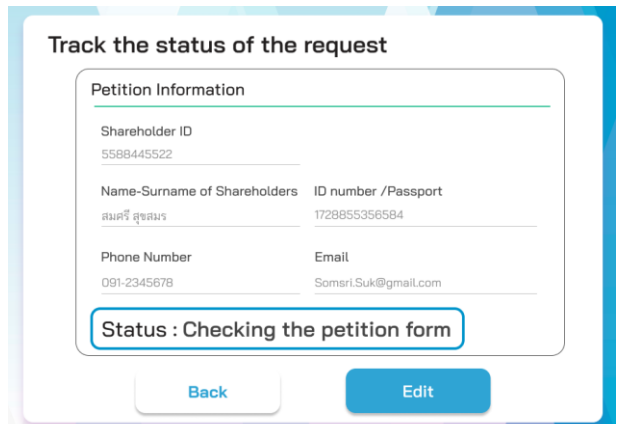 Track the status of the request
Petition Information
Shareholder ID
5588445522
Name-Surname of Shareholders
ID number /Passport
สมศรี สุขสมร
1728855356584
Phone Number
Email
091-2345678
Somsri.Suk@gmail.com
Status : Checking the petition form
Back
Edit